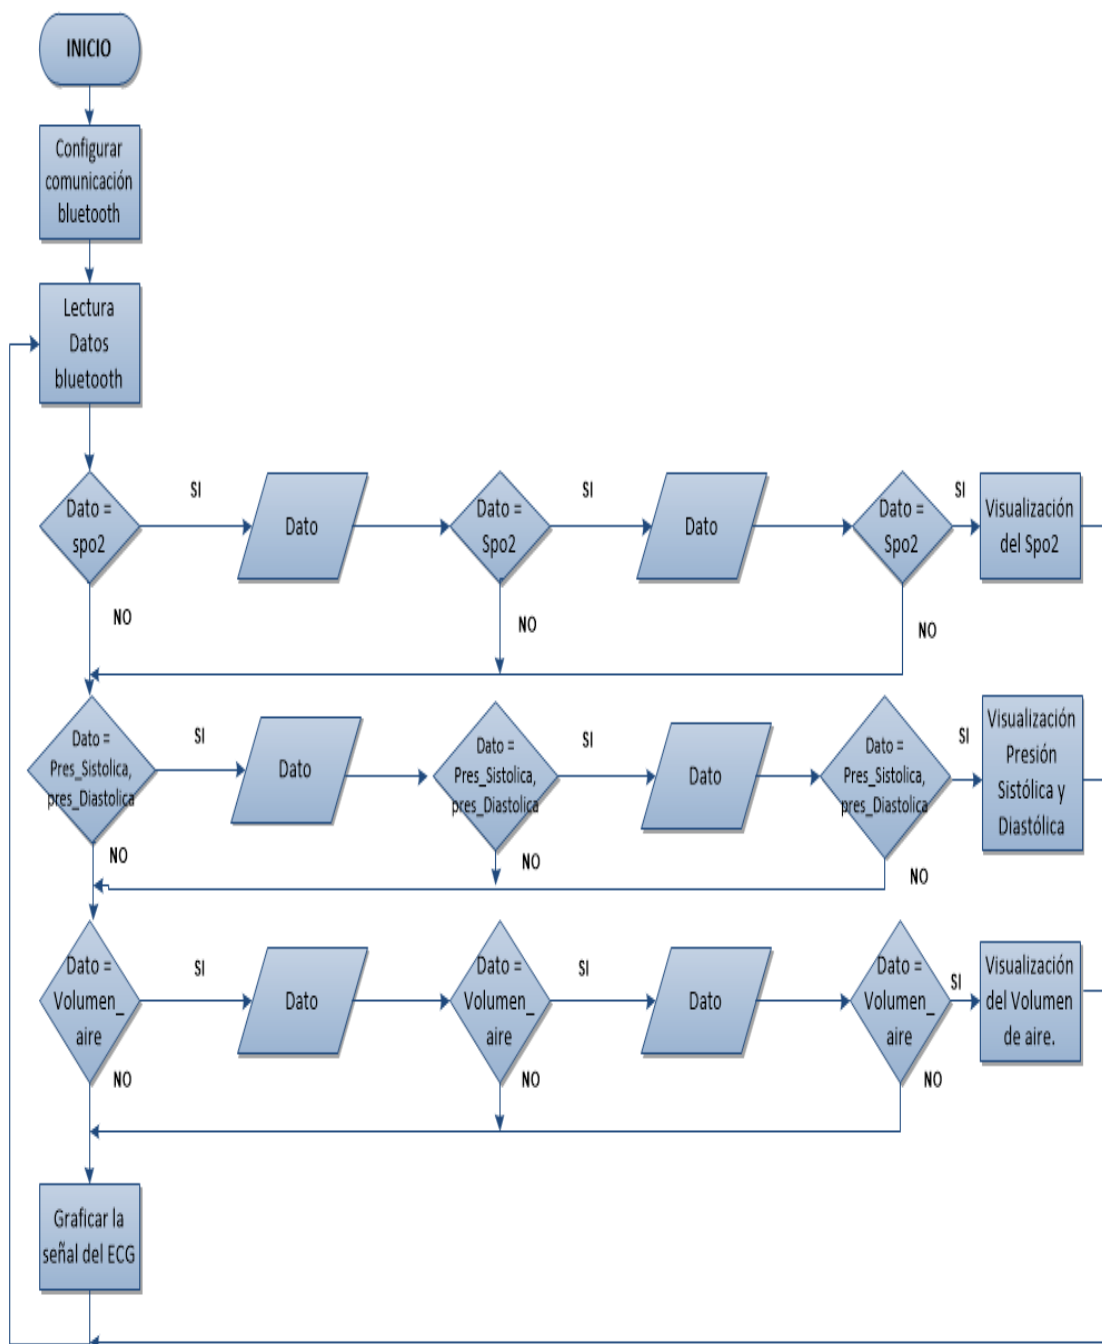 INICIO
Configurar
comunicación
bluetooth
Lectura
Datos
bluetooth
Dato =
spo2
SI
NO
Dato
Dato =
Spo2
SI
NO
Dato
Dato =
Spo2
SI
NO
Visualización
del Spo2
Dato =
Pres_Sistolica,
pres_Diastolica
SI
NO
Dato
Dato =
Pres_Sistolica,
pres_Diastolica
SI
NO
Dato
Dato =
Pres_Sistolica,
pres_Diastolica
SI
NO
Visualización
Presión
Sistólica y
Diastólica
Dato =
Volumen_
aire
SI
NO
Dato
Dato =
Volumen_
aire
SI
NO
Dato
Dato =
Volumen_
aire
SI
NO
Visualización
del Volumen
de aire.
Graficar la
señal del ECG